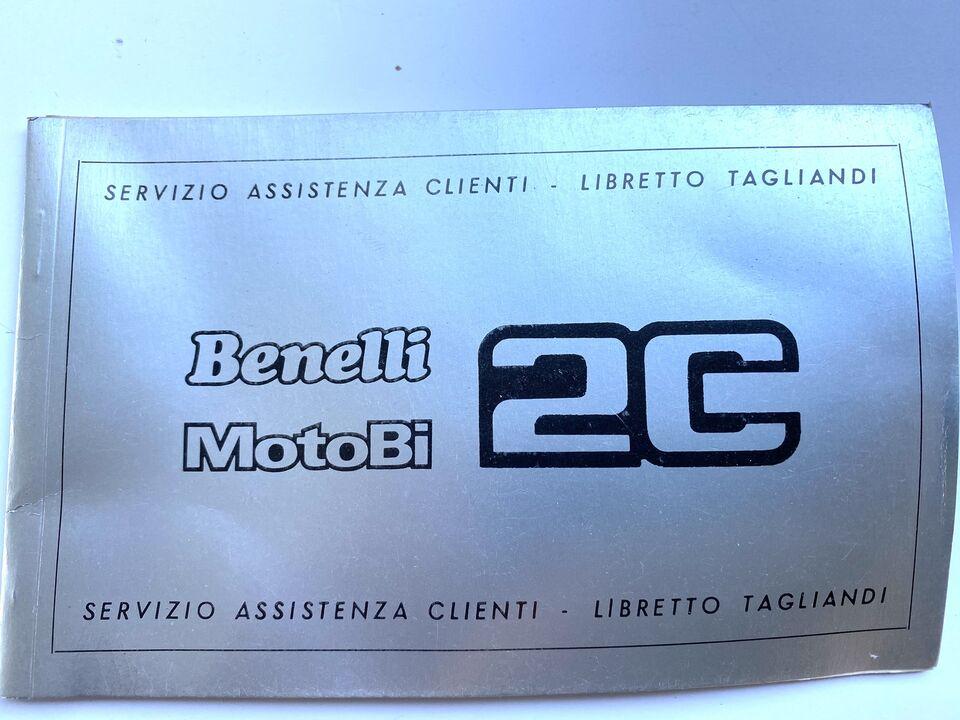 SERVIZIO ASSISTENZA CLIENTI - LIBRETTO TAGLIANDI
Benelli
MotoBi
2C
SERVIZIO ASSISTENZA CLIENTI - LIBRETTO TAGLIANDI